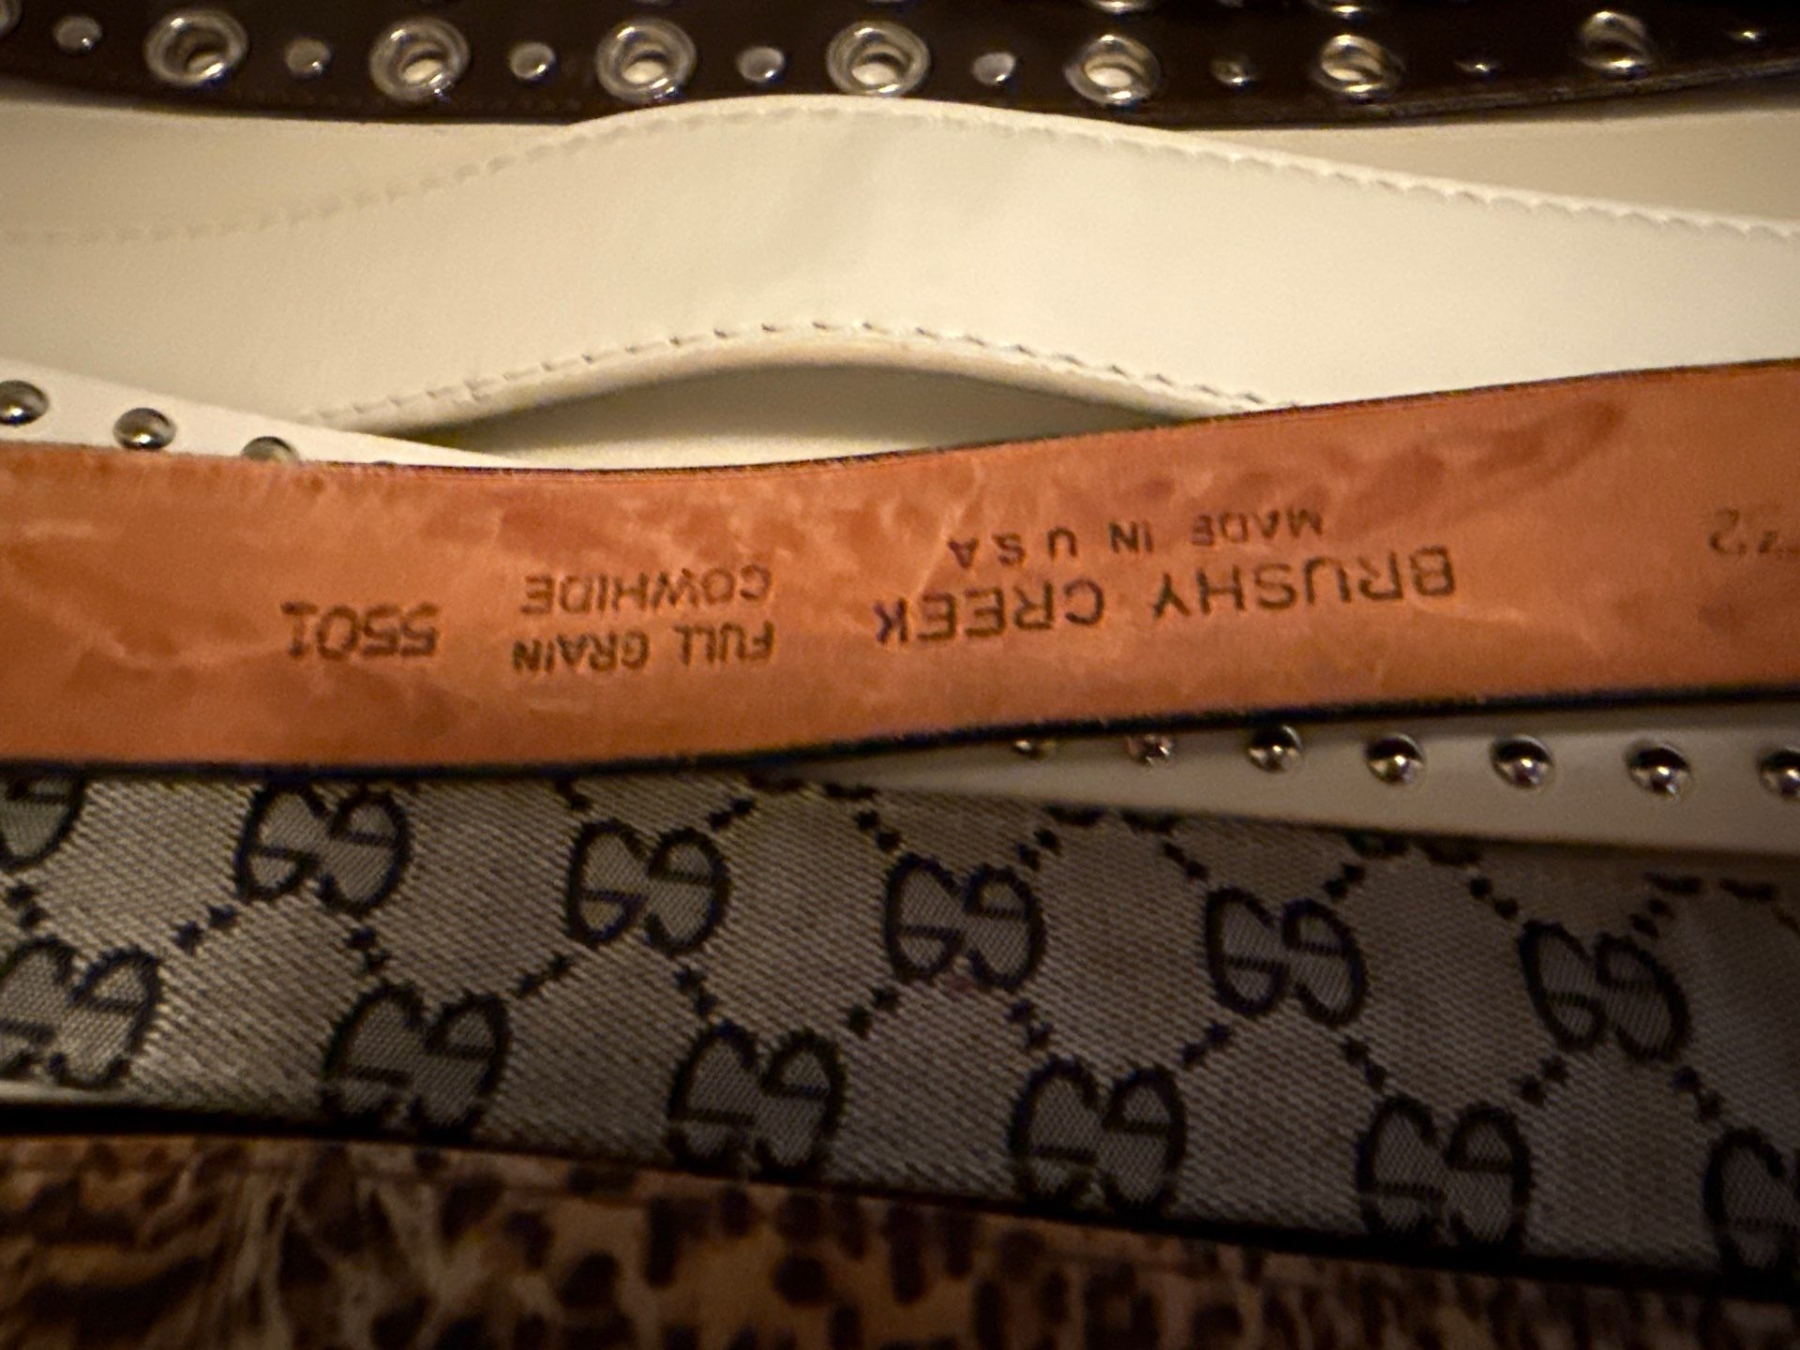 BRUSHY CREEK
MADE IN U S A
FULL GRAIN
COWHIDE
5501